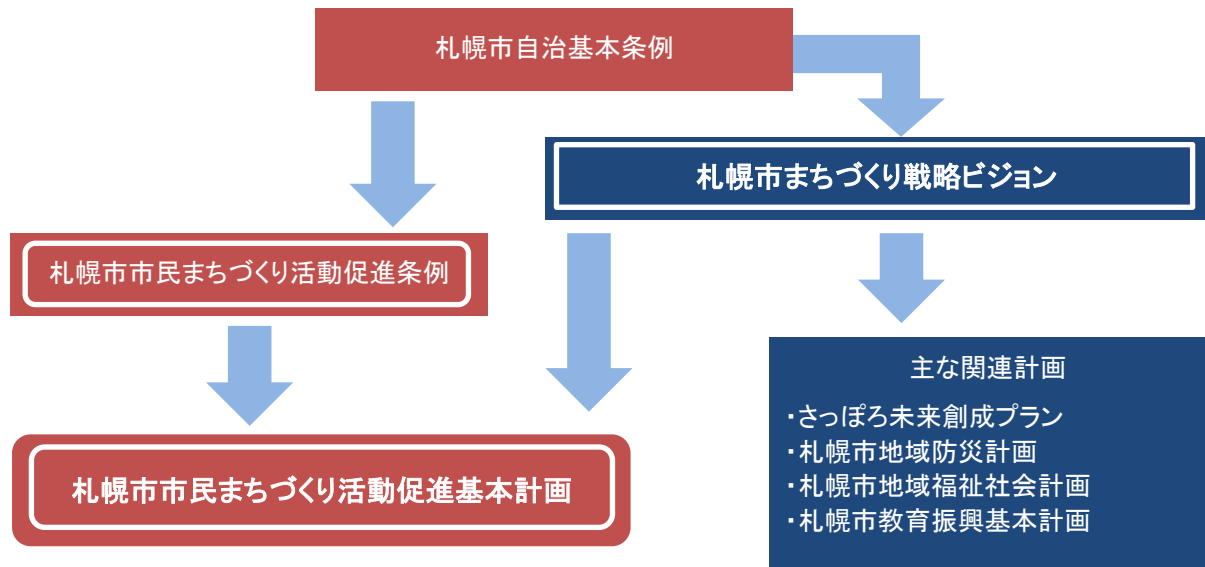 札幌市自治基本条例
札幌市まちづくり戦略ビジョン
札幌市市民まちづくり活動促進条例
札幌市市民まちづくり活動促進基本計画
主な関連計画
・さっぽろ未来創成プラン
・札幌市地域防災計画
・札幌市地域福祉社会計画
・札幌市教育振興基本計画